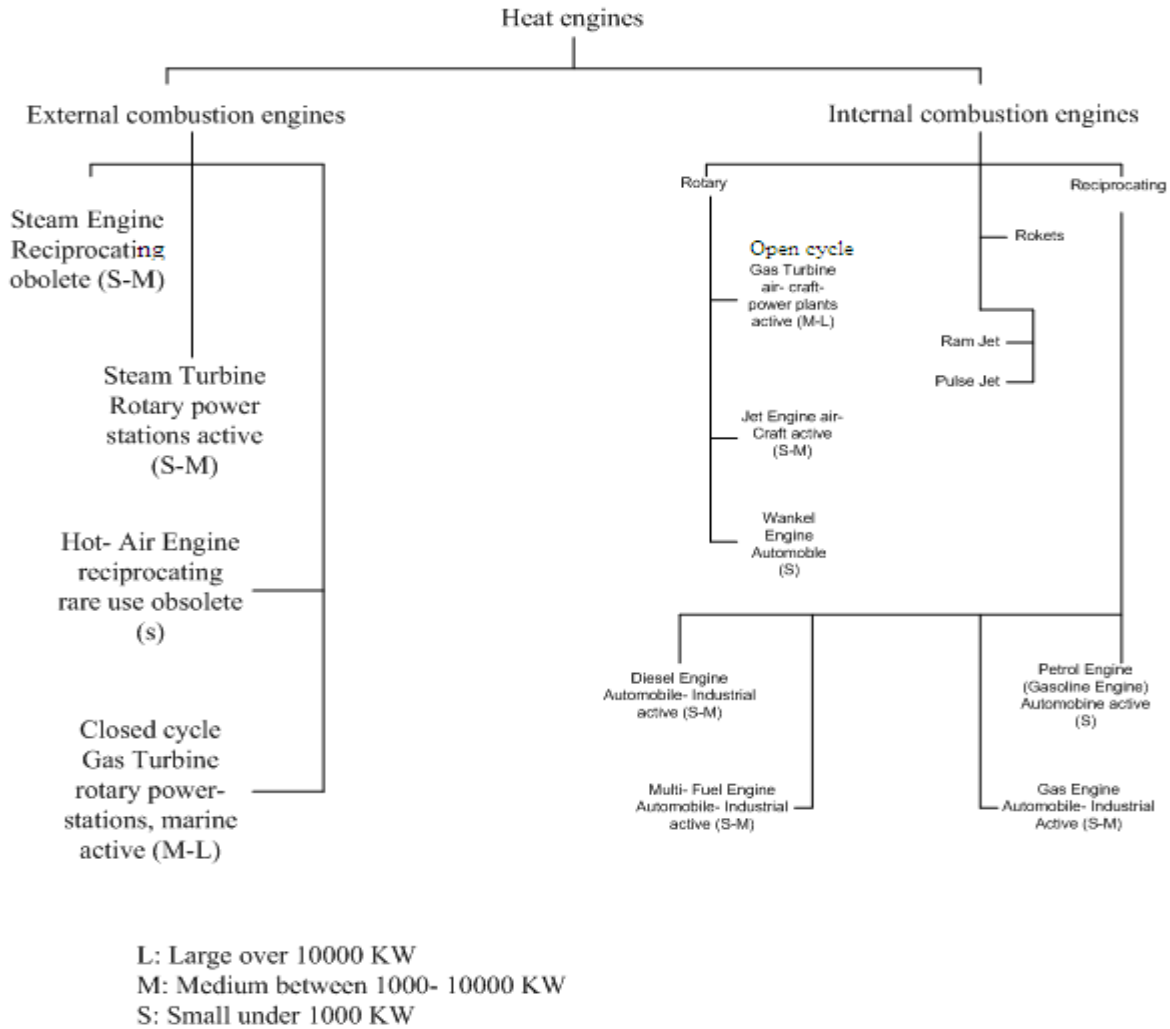 Heat engines
External combustion engines
Internal combustion engines
Steam Engine
Reciprocating
obolete (S-M)
Steam Turbine
Rotary power
stations active
(S-M)
Hot- Air Engine
reciprocating
rare use obsolete
(s)
Closed cycle
Gas Turbine
rotary power-
stations, marine
active (M-L)
Rotary
Open cycle
Gas Turbine
air- craft-
power plants
active (M-L)
Jet Engine air-
Craft active
(S-M)
Wankel
Engine
Automoble
(S)
Rokets
Ram Jet
Pulse Jet
Reciprocating
Diesel Engine
Automobile- Industrial
active (S-M)
Multi- Fuel Engine
Automobile- Industrial
active (S-M)
Petrol Engine
(Gasoline Engine)
Automobine active
(S)
Gas Engine
Automobile- Industrial
Active (S-M)
L: Large over 10000 KW
M: Medium between 1000- 10000 KW
S: Small under 1000 KW